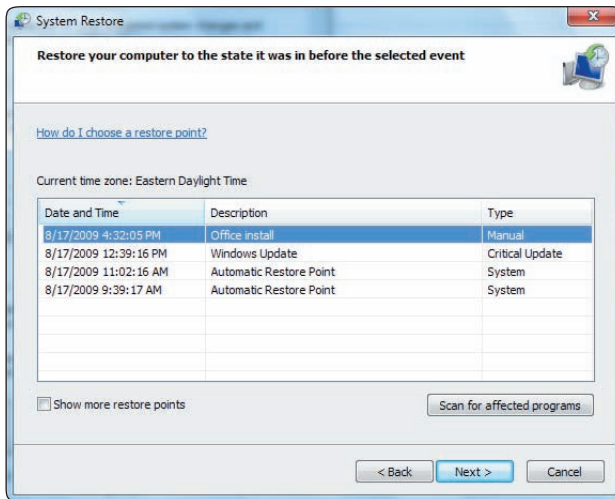 System Restore
Restore your computer to the state it was in before the selected event
How do I choose a restore point?
Current time zone: Eastern Daylight Time
Date and Time Description Type
8/17/2009 4:32:05 PM Office install Manual
8/17/2009 12:39:16 PM Windows Update Critical Update
8/17/2009 11:02:16 AM Automatic Restore Point System
8/17/2009 9:39:17 AM Automatic Restore Point System
Show more restore points Scan for affected programs
< Back Next > Cancel